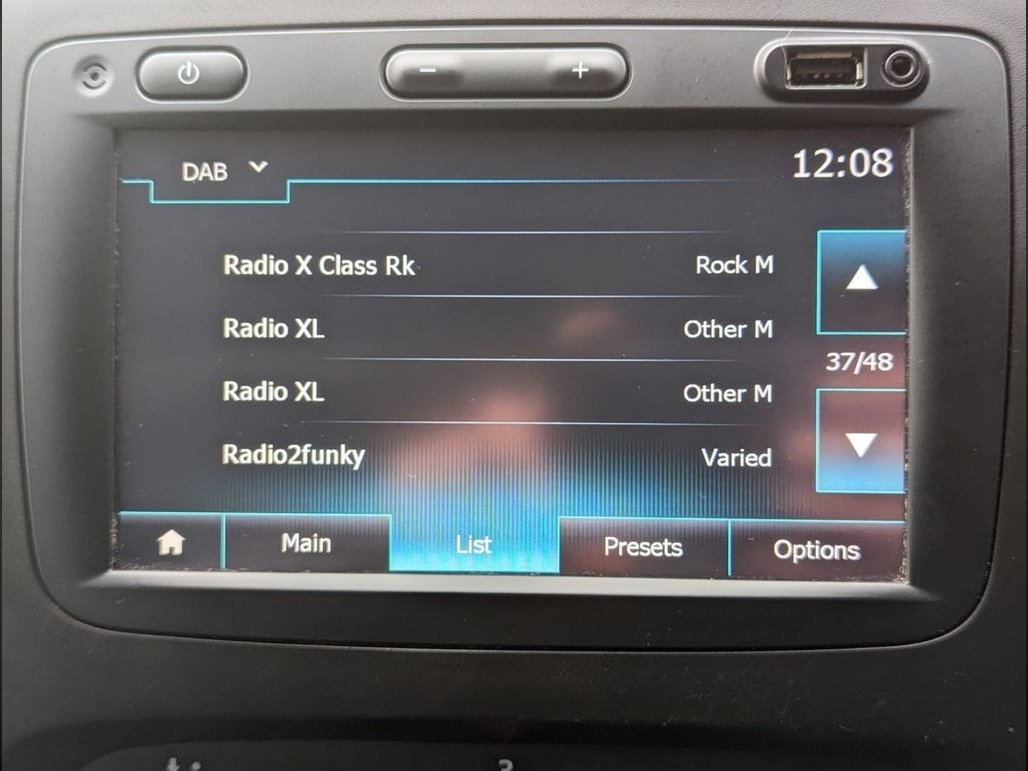 DAB
12:08
Radio X Class Rk Rock M
Radio XL Other M
37/48
Radio XL Other M
Radio2funky Varied
Main List Presets Options